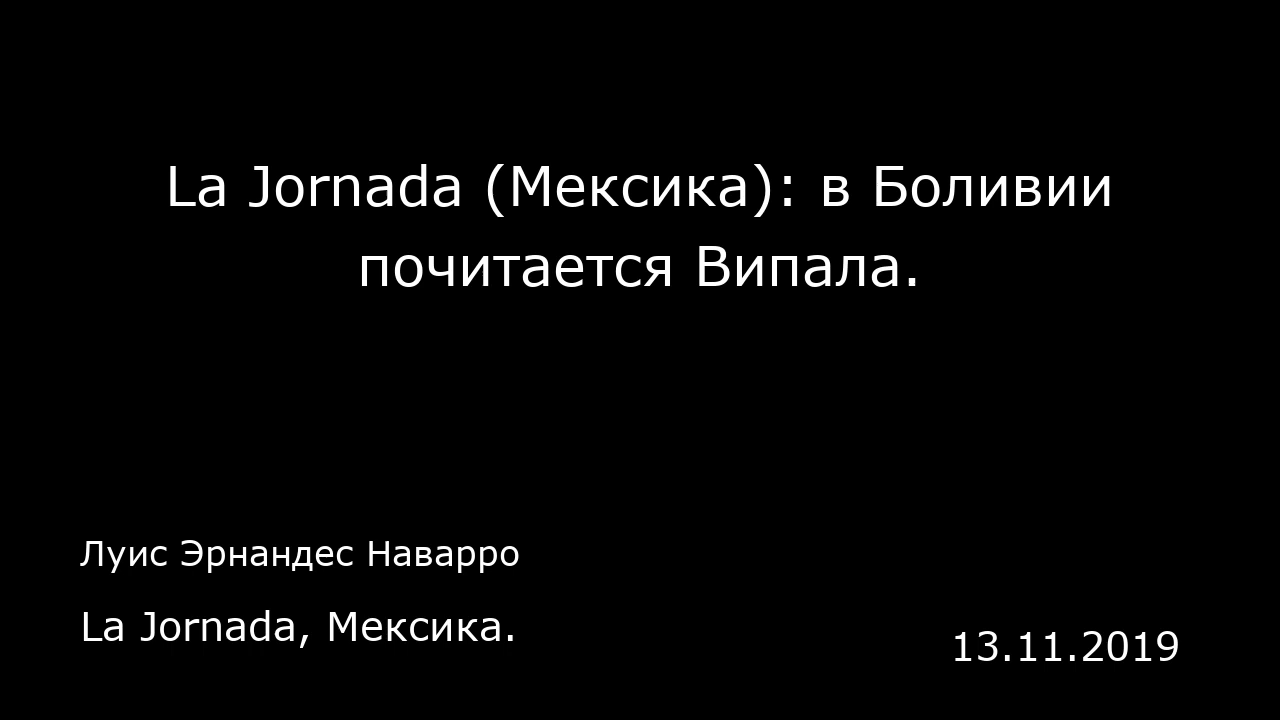 La Jornada (Мексика): в Боливии
почитается Випала.
Луис Эрнандес Наварро
La Jornada, Мексика.
13.11.2019